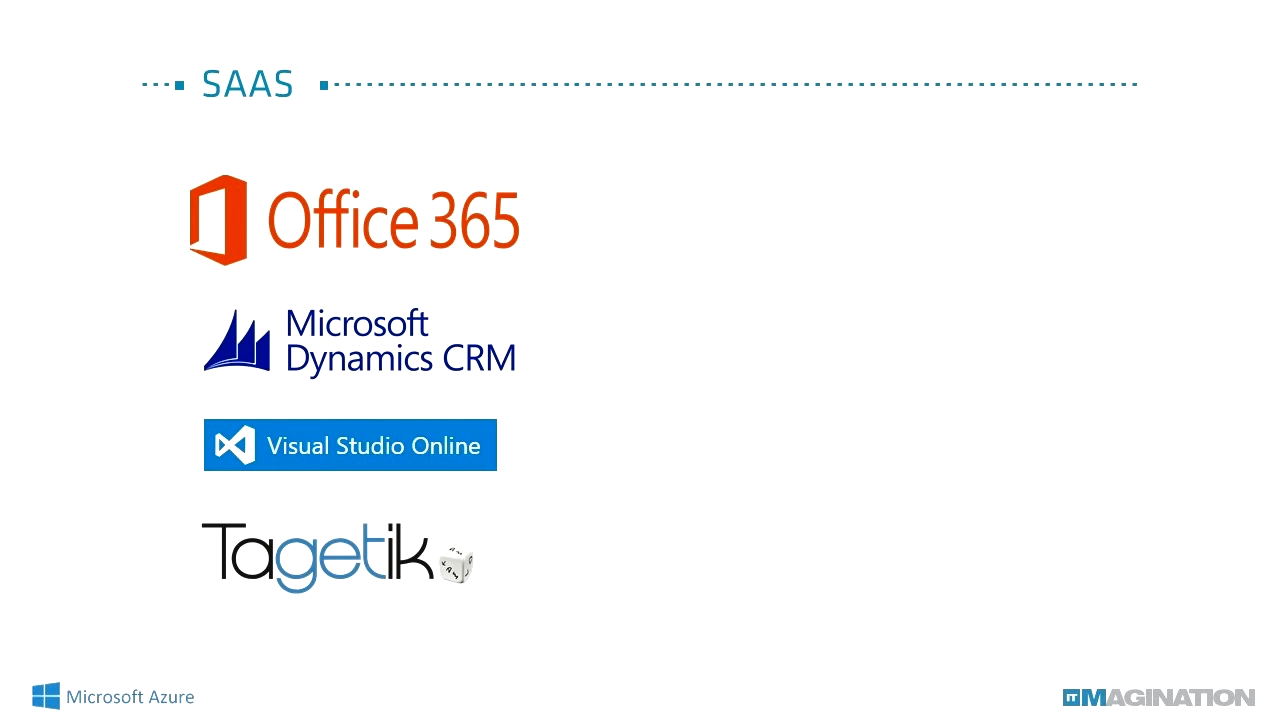 SAAS
Office 365
Microsoft
Dynamics CRM
Visual Studio Online
Tagetik
Microsoft Azure
ITMAGINATION